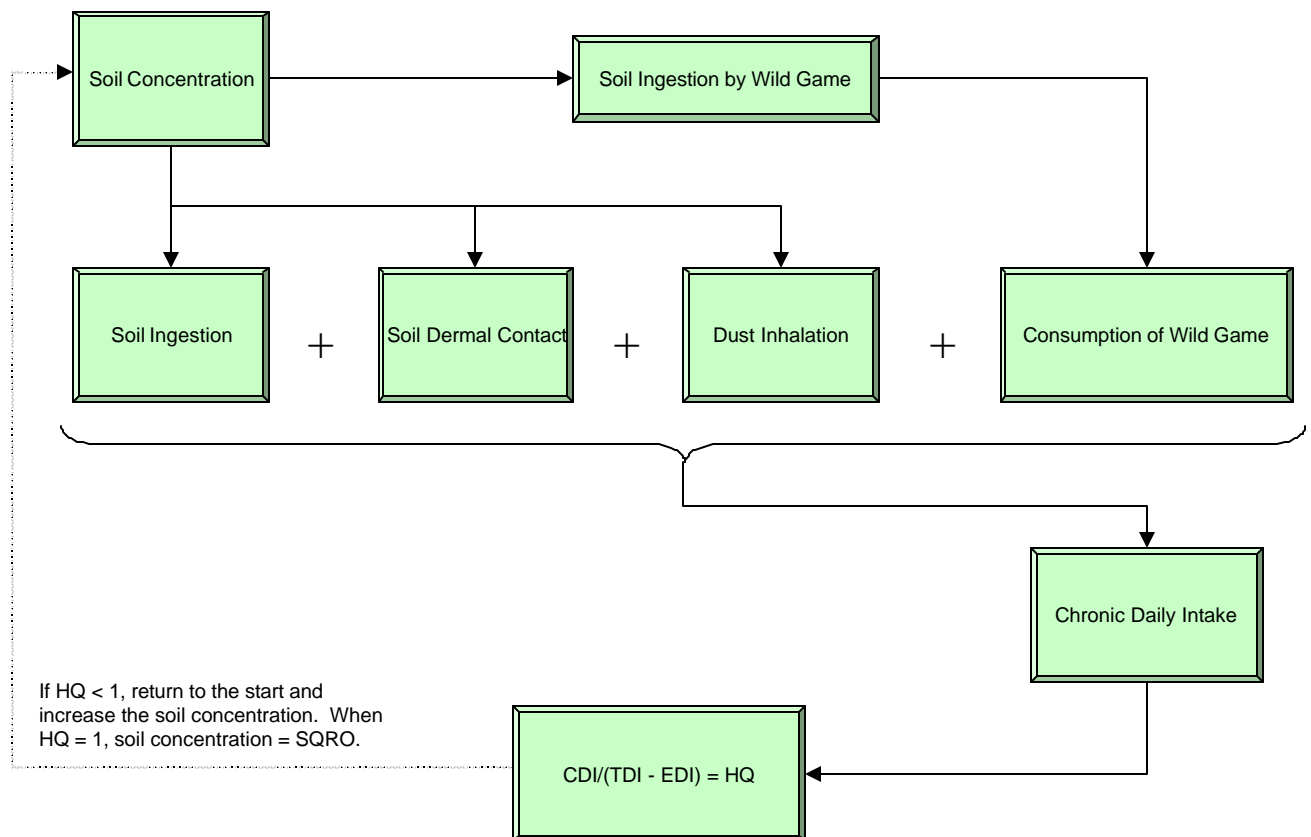 Soil Concentration
Soil Ingestion by Wild Game
Soil Ingestion
+
Soil Dermal Contact
+
Dust Inhalation
+
Consumption of Wild Game
Chronic Daily Intake
If HQ < 1, return to the start and
increase the soil concentration. When
HQ = 1, soil concentration = SQRO.
CDI/(TDI - EDI) = HQ